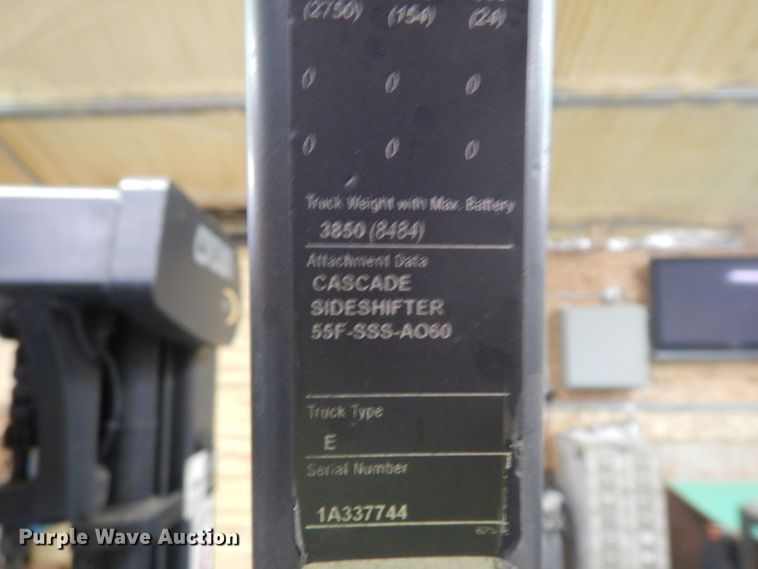 (2750) (154) (24)
0 0 0
0 0 0
Truck Weight with Max. Battery
3850 (8484)
Attachment Data
CASCADE
SIDESHIFTER
55F-SSS-AO60
Truck Type
E
Serial Number
1A337744
Purple Wave Auction